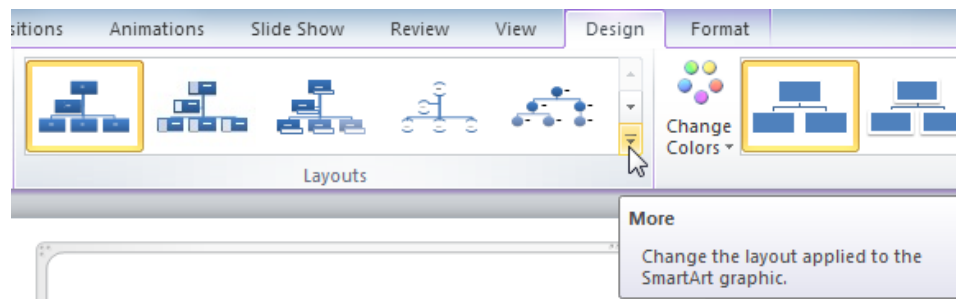 sitions Animations Slide Show Review View Design Format
Change
Colors
Layouts
More
Change the layout applied to the
SmartArt graphic.